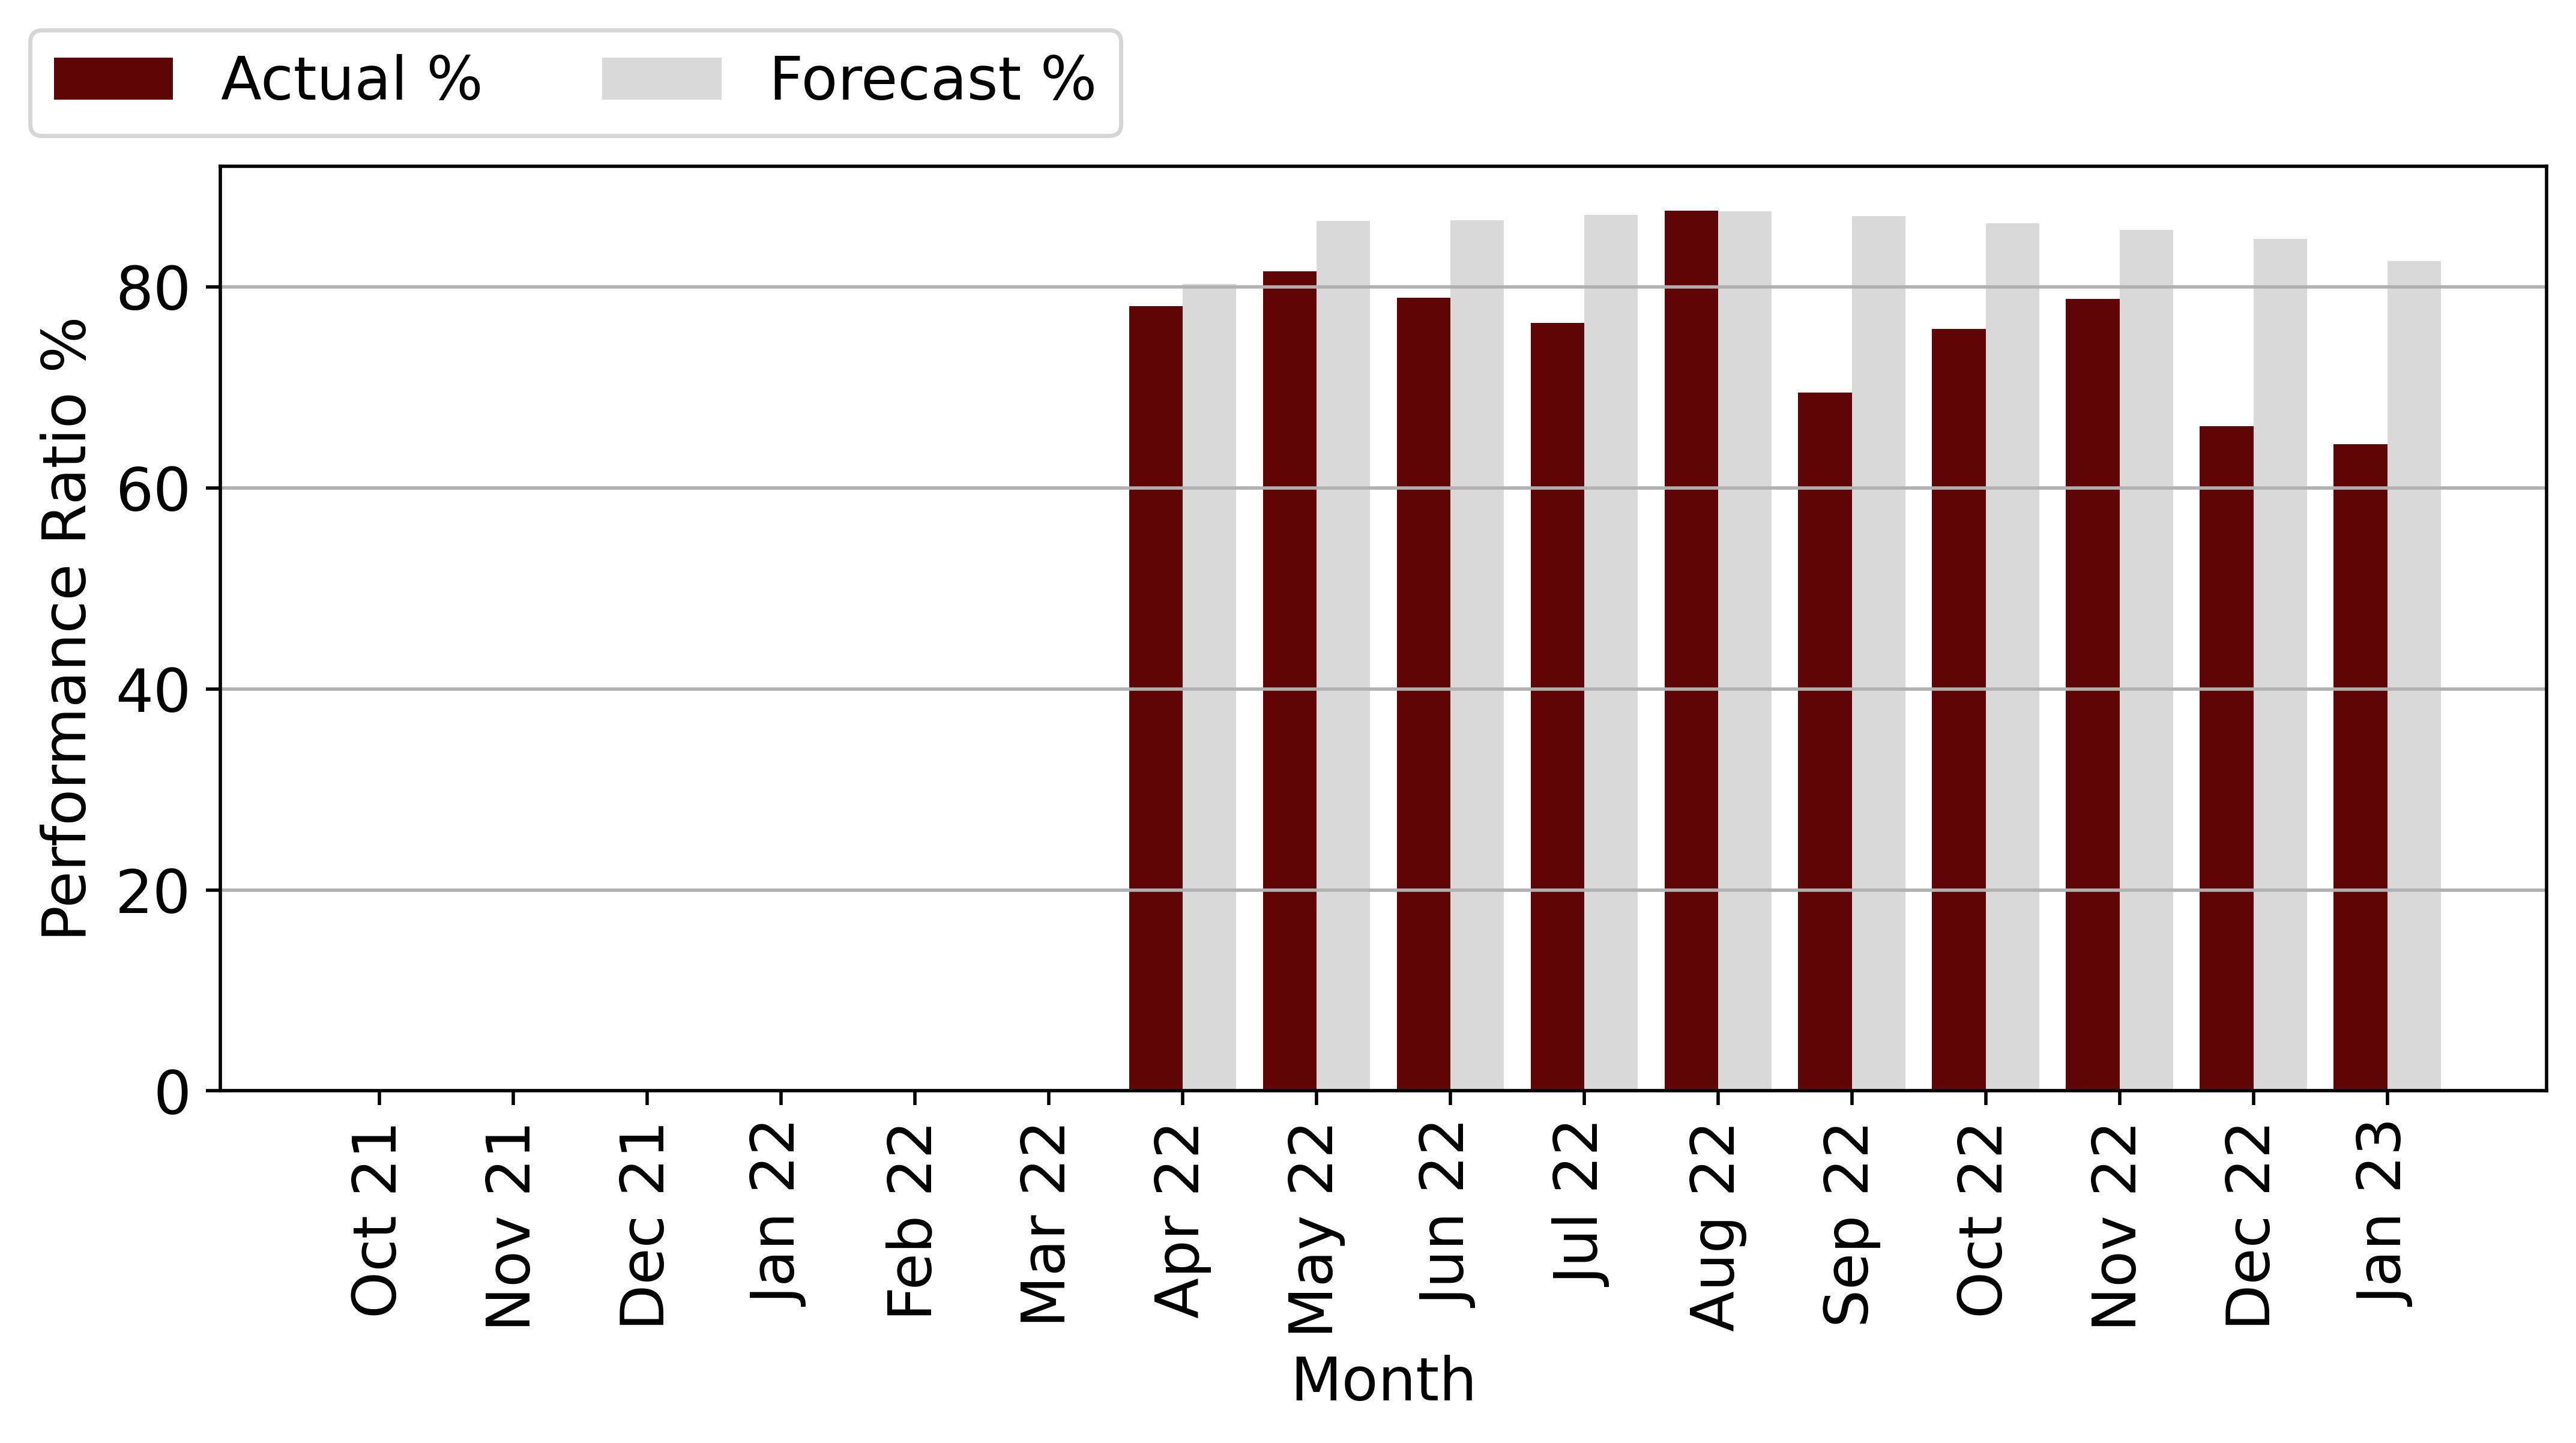 Actual % Forecast %
Performance Ratio %
80
60
40
20
0
Oct 21
Nov 21
Dec 21
Jan 22
Feb 22
Mar 22
Apr 22
May 22
Jun 22
Jul 22
Aug 22
Sep 22
Oct 22
Nov 22
Dec 22
Jan 23
Month